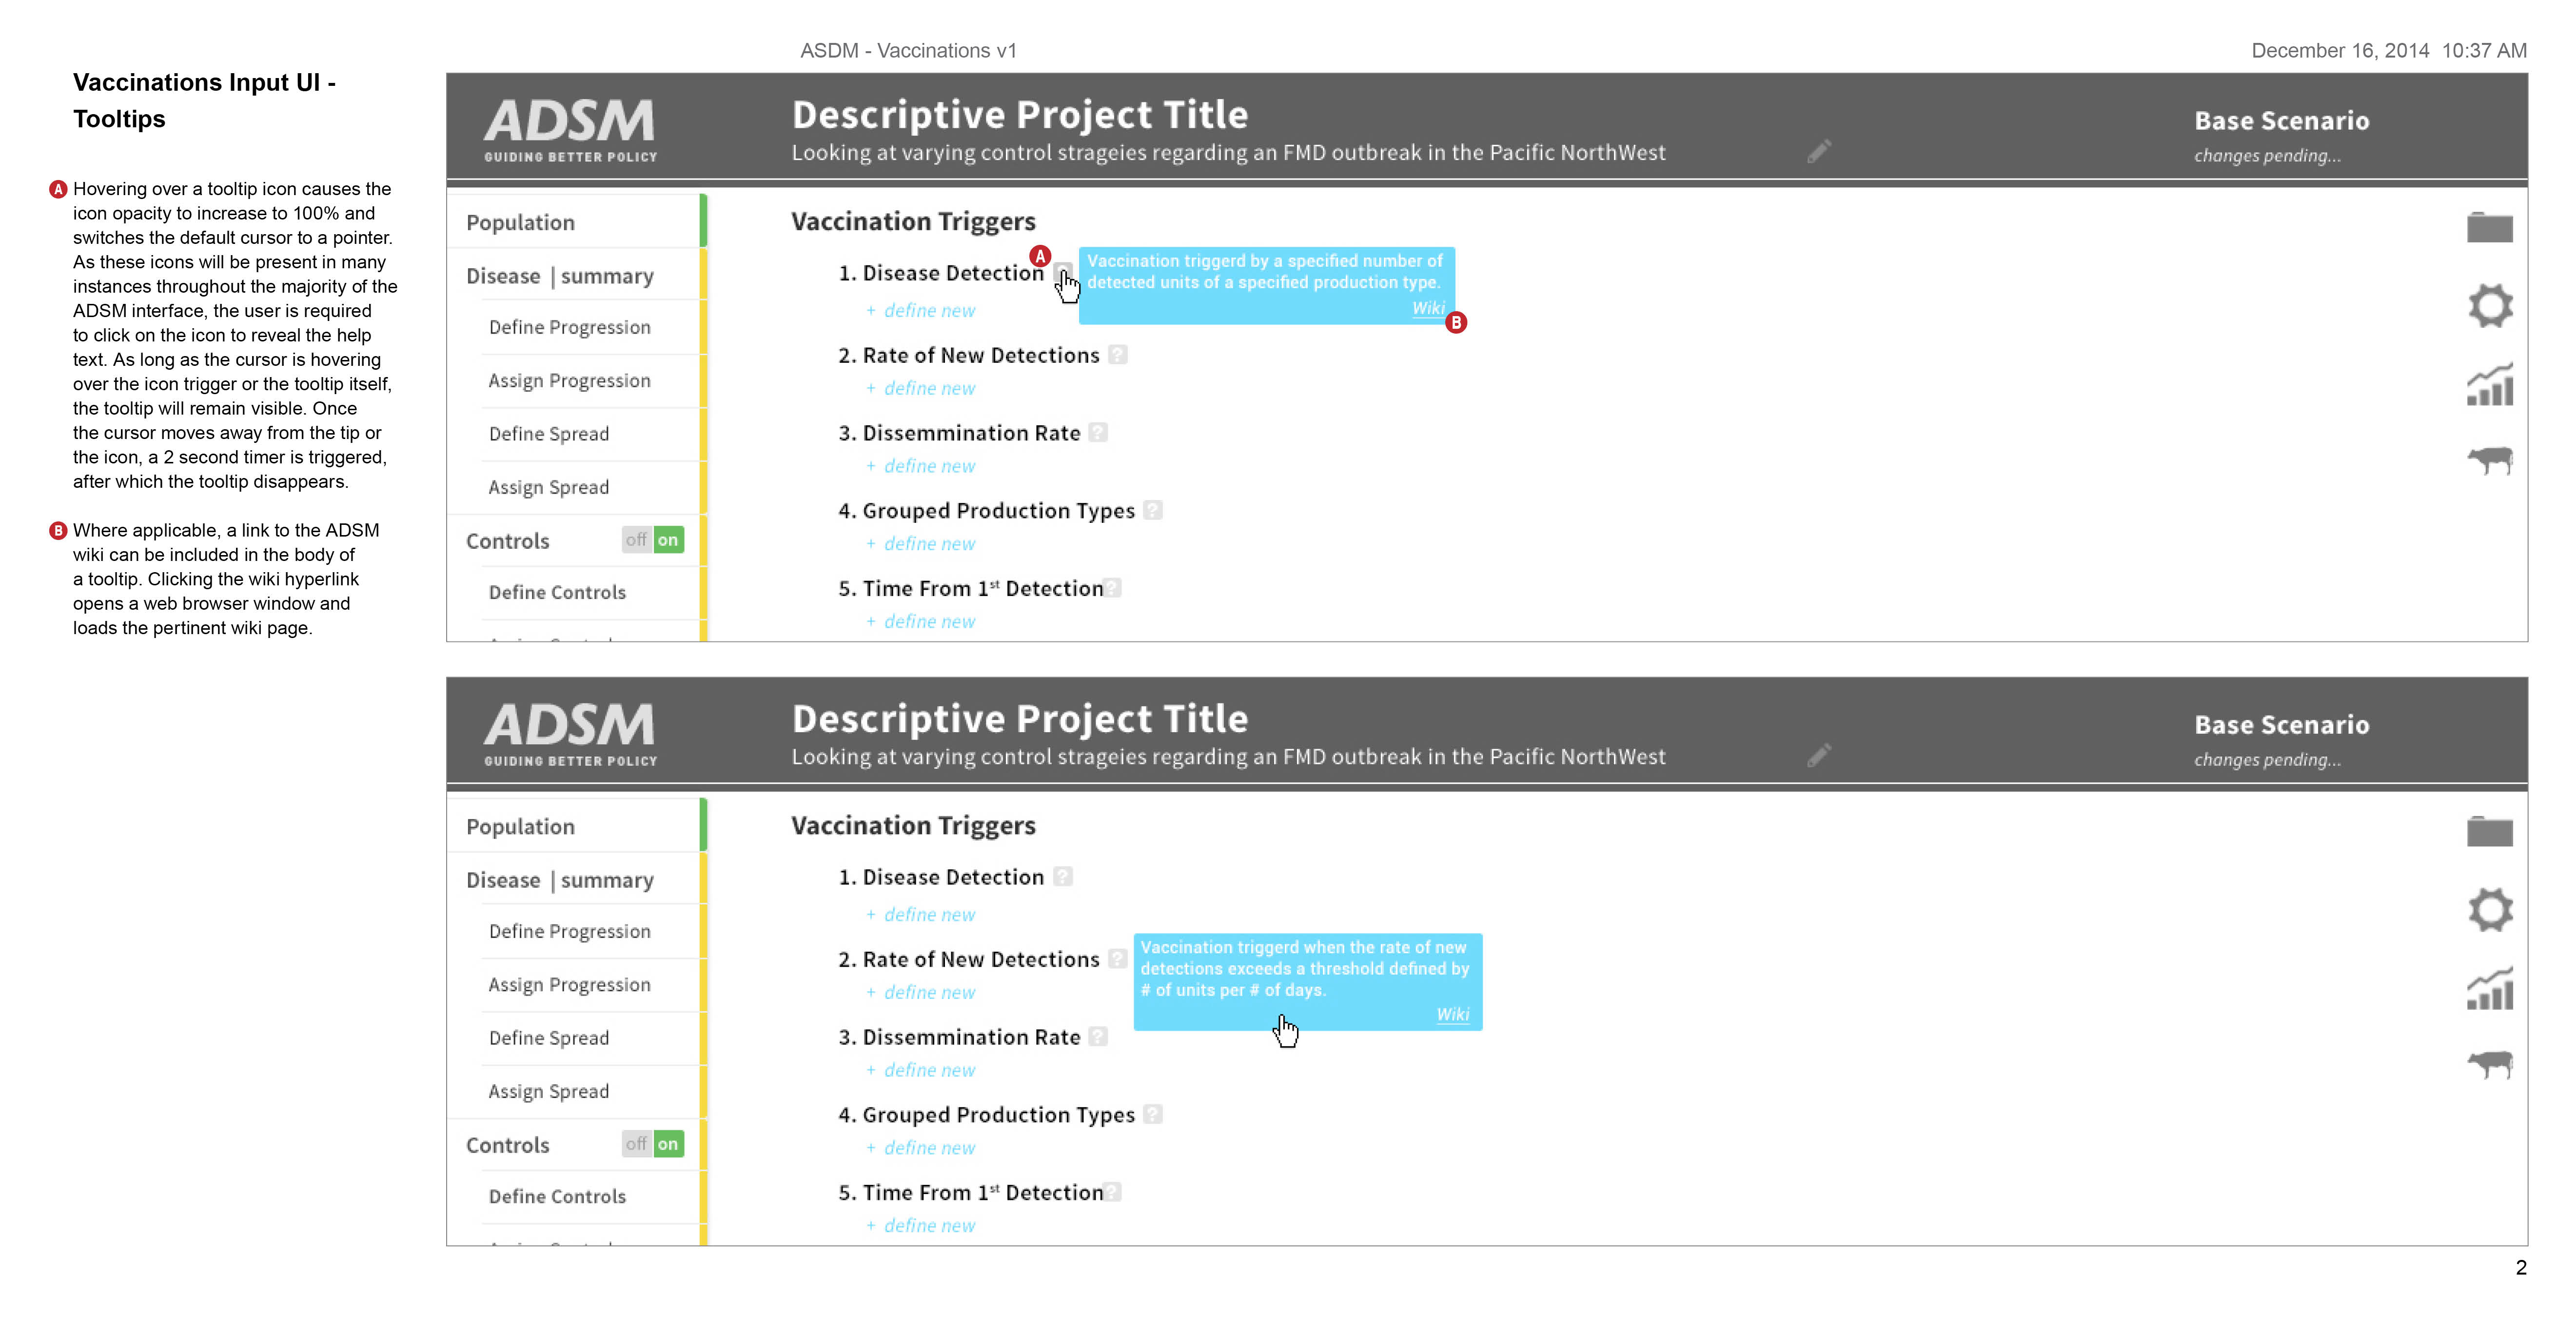 ASDM - Vaccinations v1
December 16, 2014  10:37 AM
Vaccinations Input UI -
Tooltips
A Hovering over a tooltip icon causes the
icon opacity to increase to 100% and
switches the default cursor to a pointer.
As these icons will be present in many
instances throughout the majority of the
ADSM interface, the user is required
to click on the icon to reveal the help
text. As long as the cursor is hovering
over the icon trigger or the tooltip itself,
the tooltip will remain visible. Once
the cursor moves away from the tip or
the icon, a 2 second timer is triggered,
after which the tooltip disappears.
B Where applicable, a link to the ADSM
wiki can be included in the body of
a tooltip. Clicking the wiki hyperlink
opens a web browser window and
loads the pertinent wiki page.
ADSM
GUIDING BETTER POLICY
Descriptive Project Title
Looking at varying control strageies regarding an FMD outbreak in the Pacific NorthWest
Base Scenario
changes pending...
Population
Disease | summary
Define Progression
Assign Progression
Define Spread
Assign Spread
Controls off on
Define Controls
Vaccination Triggers
A
1. Disease Detection
+ define new
Vaccination triggerd by a specified number of
detected units of a specified production type.
Wiki
B
2. Rate of New Detections ?
+ define new
3. Dissemmination Rate ?
+ define new
4. Grouped Production Types ?
+ define new
5. Time From 1st Detection ?
+ define new
ADSM
GUIDING BETTER POLICY
Descriptive Project Title
Looking at varying control strageies regarding an FMD outbreak in the Pacific NorthWest
Base Scenario
changes pending...
Population
Disease | summary
Define Progression
Assign Progression
Define Spread
Assign Spread
Controls off on
Define Controls
Vaccination Triggers
1. Disease Detection ?
+ define new
2. Rate of New Detections ?
+ define new
Vaccination triggerd when the rate of new
detections exceeds a threshold defined by
# of units per # of days.
Wiki
3. Dissemmination Rate ?
+ define new
4. Grouped Production Types ?
+ define new
5. Time From 1st Detection ?
+ define new
2